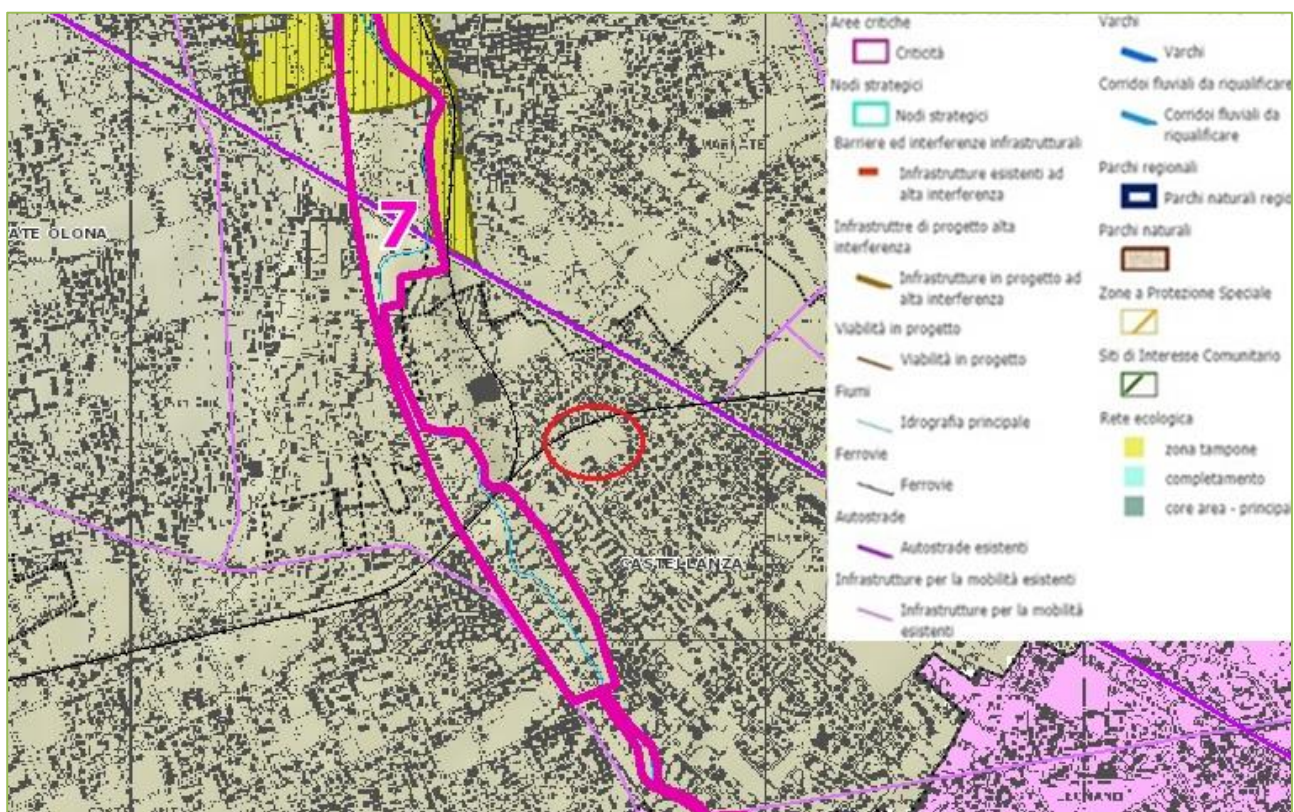 7
ATE OLONA
MARNATE
CASTELLANZA
LEGNANO
Aree critiche
Criticità
Nodi strategici
Nodi strategici
Barriere ed interferenze infrastrutturali
Infrastrutture esistenti ad
alta interferenza
Infrastruttre di progetto alta
interferenza
Infrastrutture in progetto ad
alta interferenza
Viabilità in progetto
Viabilità in progetto
Fiumi
Idrografia principale
Ferrovie
Ferrovie
Autostrade
Autostrade esistenti
Infrastrutture per la mobilità esistenti
Infrastrutture per la mobilità
esistenti
Varchi
Varchi
Corridoi fluviali da riqualificare
Corridoi fluviali da
riqualificare
Parchi regionali
Parchi naturali regio
Parchi naturali
Zone a Protezione Speciale
Siti di Interesse Comunitario
Rete ecologica
zona tampone
completamento
core area - principa